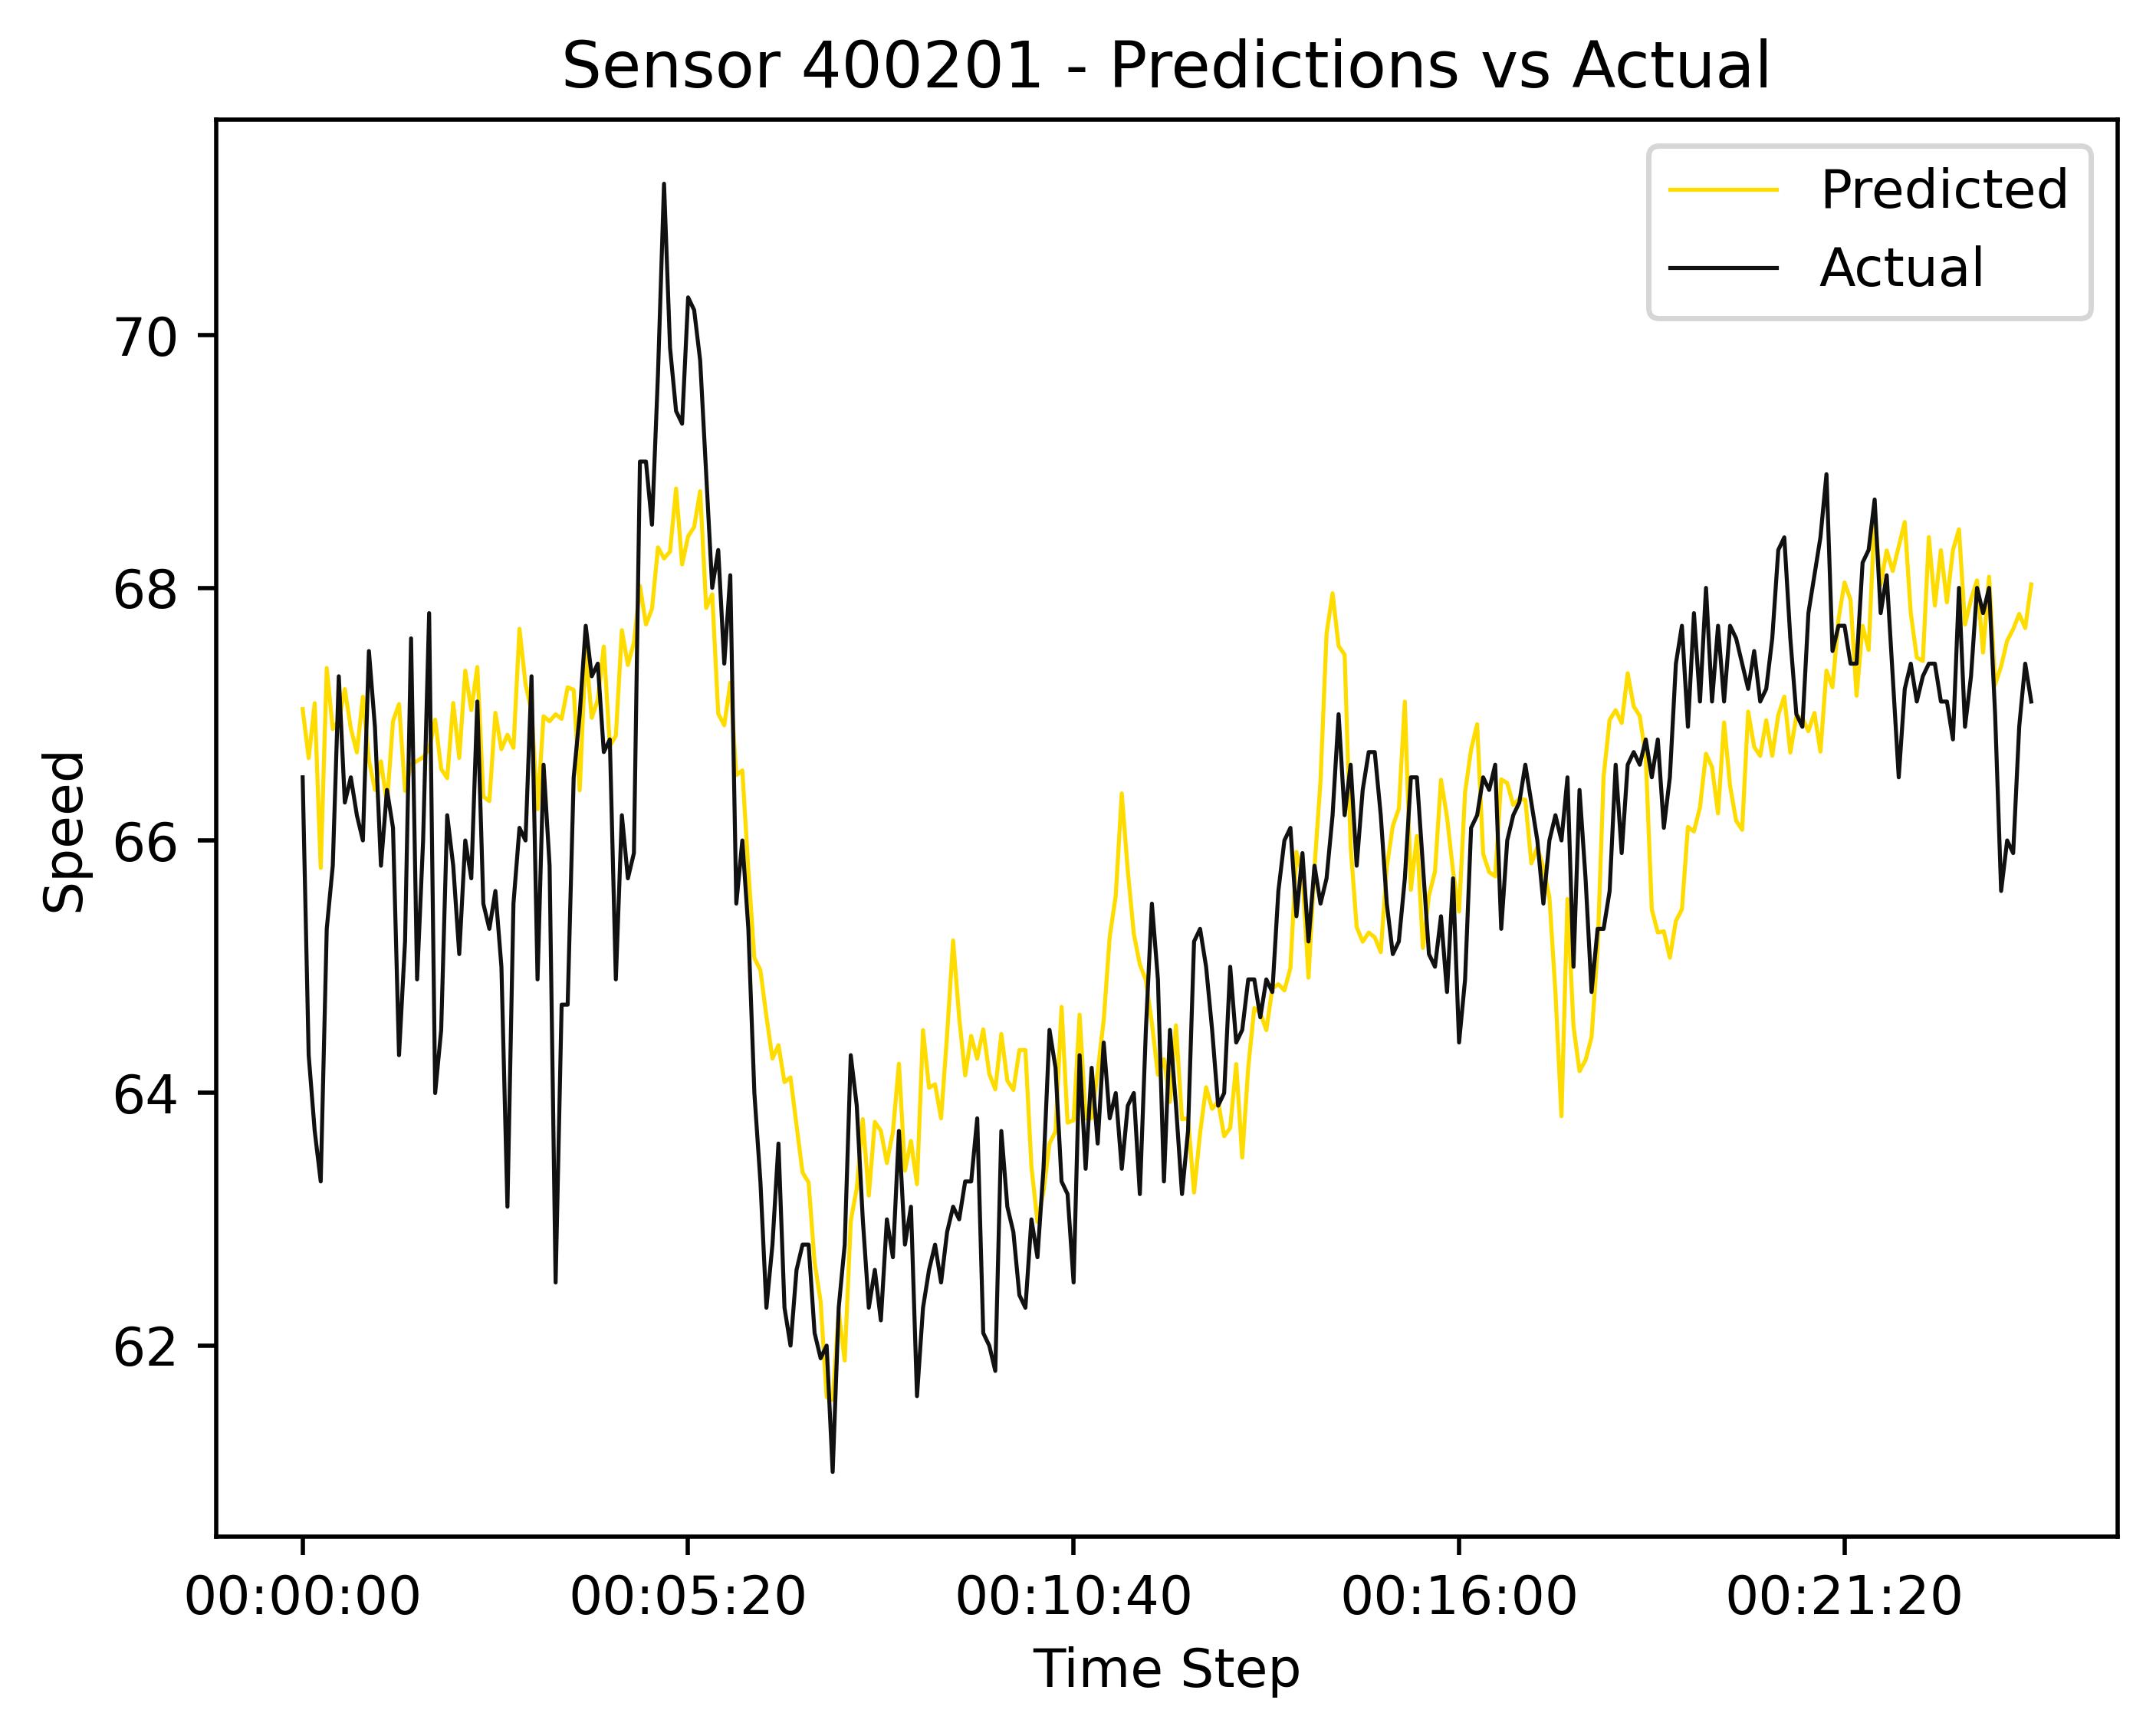 Sensor 400201 - Predictions vs Actual
Predicted
Actual
70
68
66
64
62
Speed
00:00:00 00:05:20 00:10:40 00:16:00 00:21:20
Time Step